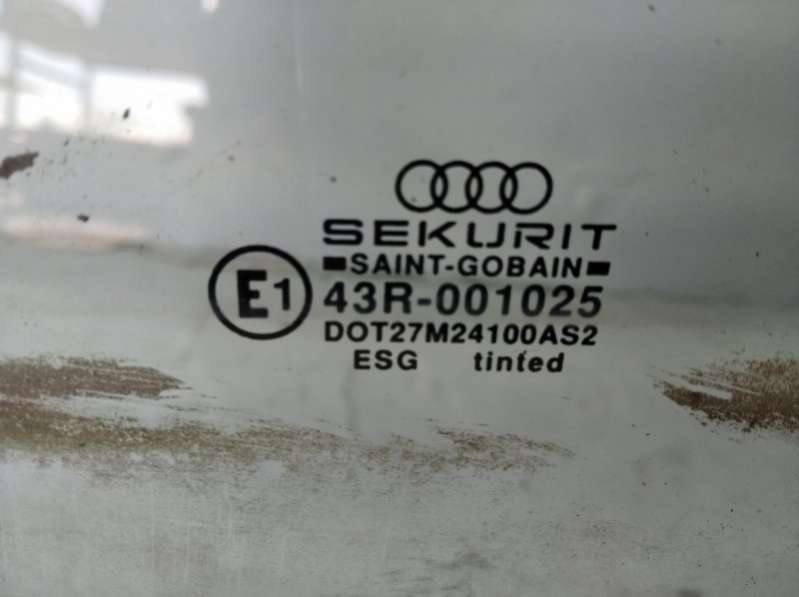 SEKURIT
SAINT-GOBAIN
E1 43R-001025
DOT27M24100AS2
ESG tinted